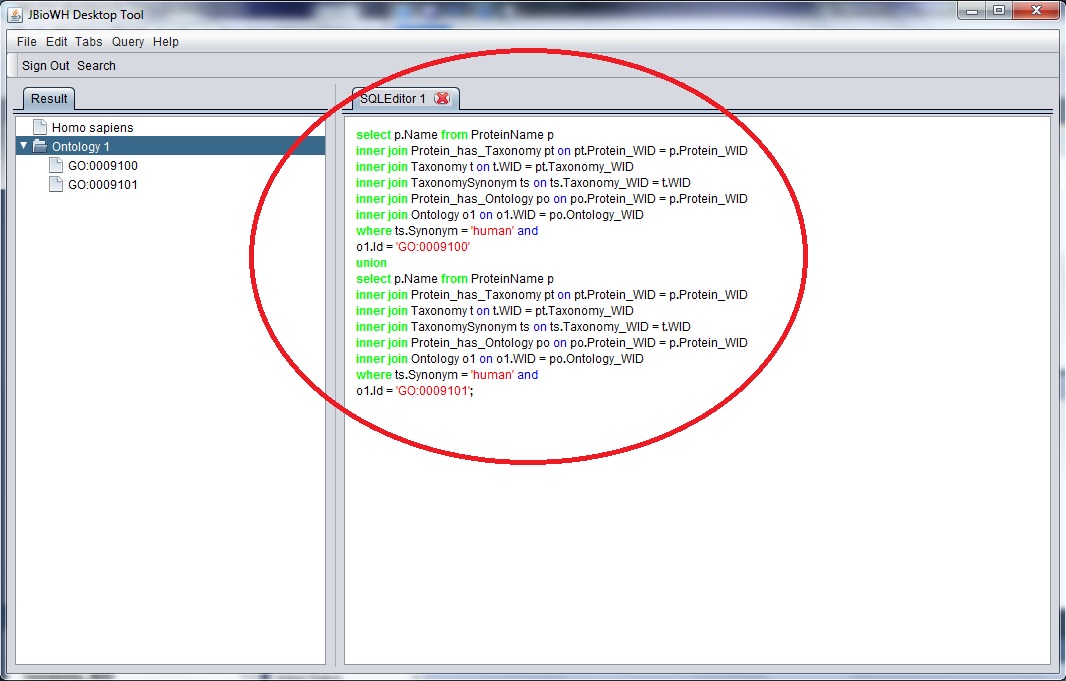 JBioWH Desktop Tool
File Edit Tabs Query Help
Sign Out Search
Result
Homo sapiens
Ontology 1
GO:0009100
GO:0009101
SQLEditor 1
select p.Name from ProteinName p
inner join Protein_has_Taxonomy pt on pt.Protein_WID = p.Protein_WID
inner join Taxonomy t on t.WID = pt.Taxonomy_WID
inner join TaxonomySynonym ts on ts.Taxonomy_WID = t.WID
inner join Protein_has_Ontology po on po.Protein_WID = p.Protein_WID
inner join Ontology o1 on o1.WID = po.Ontology_WID
where ts.Synonym = 'human' and
o1.Id = 'GO:0009100'
union
select p.Name from ProteinName p
inner join Protein_has_Taxonomy pt on pt.Protein_WID = p.Protein_WID
inner join Taxonomy t on t.WID = pt.Taxonomy_WID
inner join TaxonomySynonym ts on ts.Taxonomy_WID = t.WID
inner join Protein_has_Ontology po on po.Protein_WID = p.Protein_WID
inner join Ontology o1 on o1.WID = po.Ontology_WID
where ts.Synonym = 'human' and
o1.Id = 'GO:0009101';